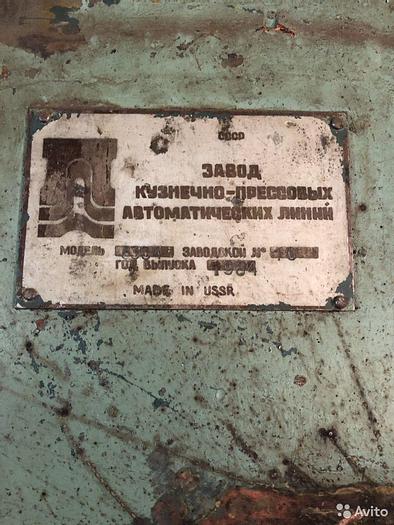 СССР
ЗАВОД
КУЗНЕЧНО-ПРЕССОВЫХ
АВТОМАТИЧЕСКИХ ЛИНИЙ
МОДЕЛЬ ЗАВОДСКОЙ №
ГОД ВЫПУСКА
MADE IN USSR
Avito